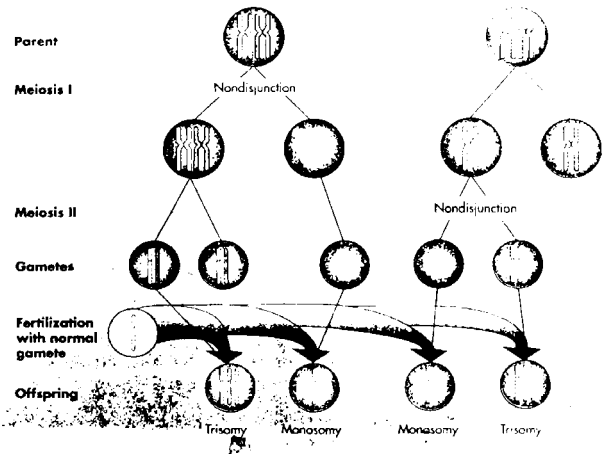 Parent
Meiosis I
Nondisjunction
Meiosis II
Nondisjunction
Gametes
Fertilization
with normal
gamete
Offspring
Trisomy Monosomy Monosomy Trisomy